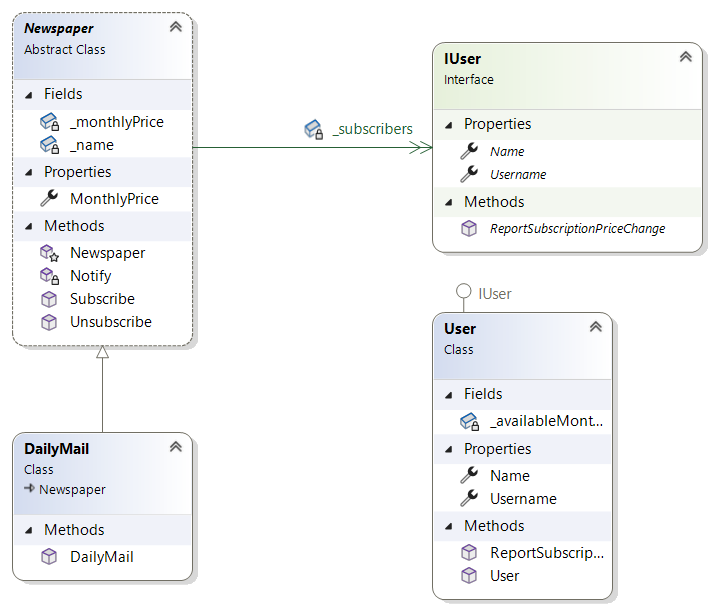 Newspaper
Abstract Class
Fields
_monthlyPrice
_name
Properties
MonthlyPrice
Methods
Newspaper
Notify
Subscribe
Unsubscribe
_subscribers
IUser
Interface
Properties
Name
Username
Methods
ReportSubscriptionPriceChange
IUser
User
Class
Fields
_availableMont...
Properties
Name
Username
Methods
ReportSubscrip...
User
DailyMail
Class
Newspaper
Methods
DailyMail